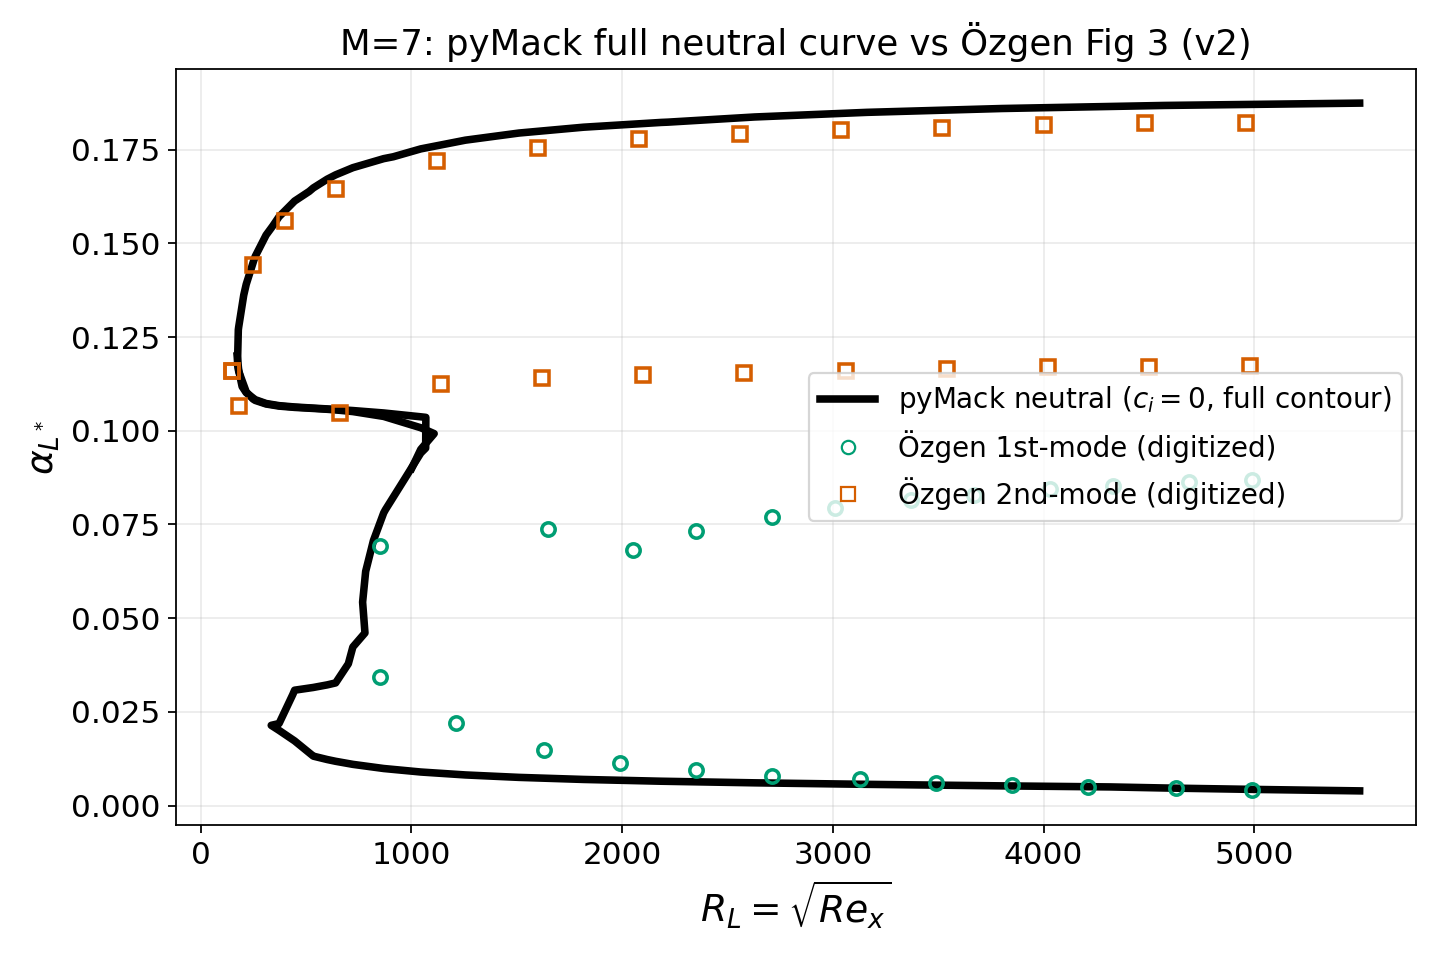 M=7: pyMack full neutral curve vs Özgen Fig 3 (v2)
0.175
0.150
0.125
0.100
0.075
0.050
0.025
0.000
α_{L*}
pyMack neutral (c_i = 0, full contour)
Özgen 1st-mode (digitized)
Özgen 2nd-mode (digitized)
0 1000 2000 3000 4000 5000
R_L = √Re_x